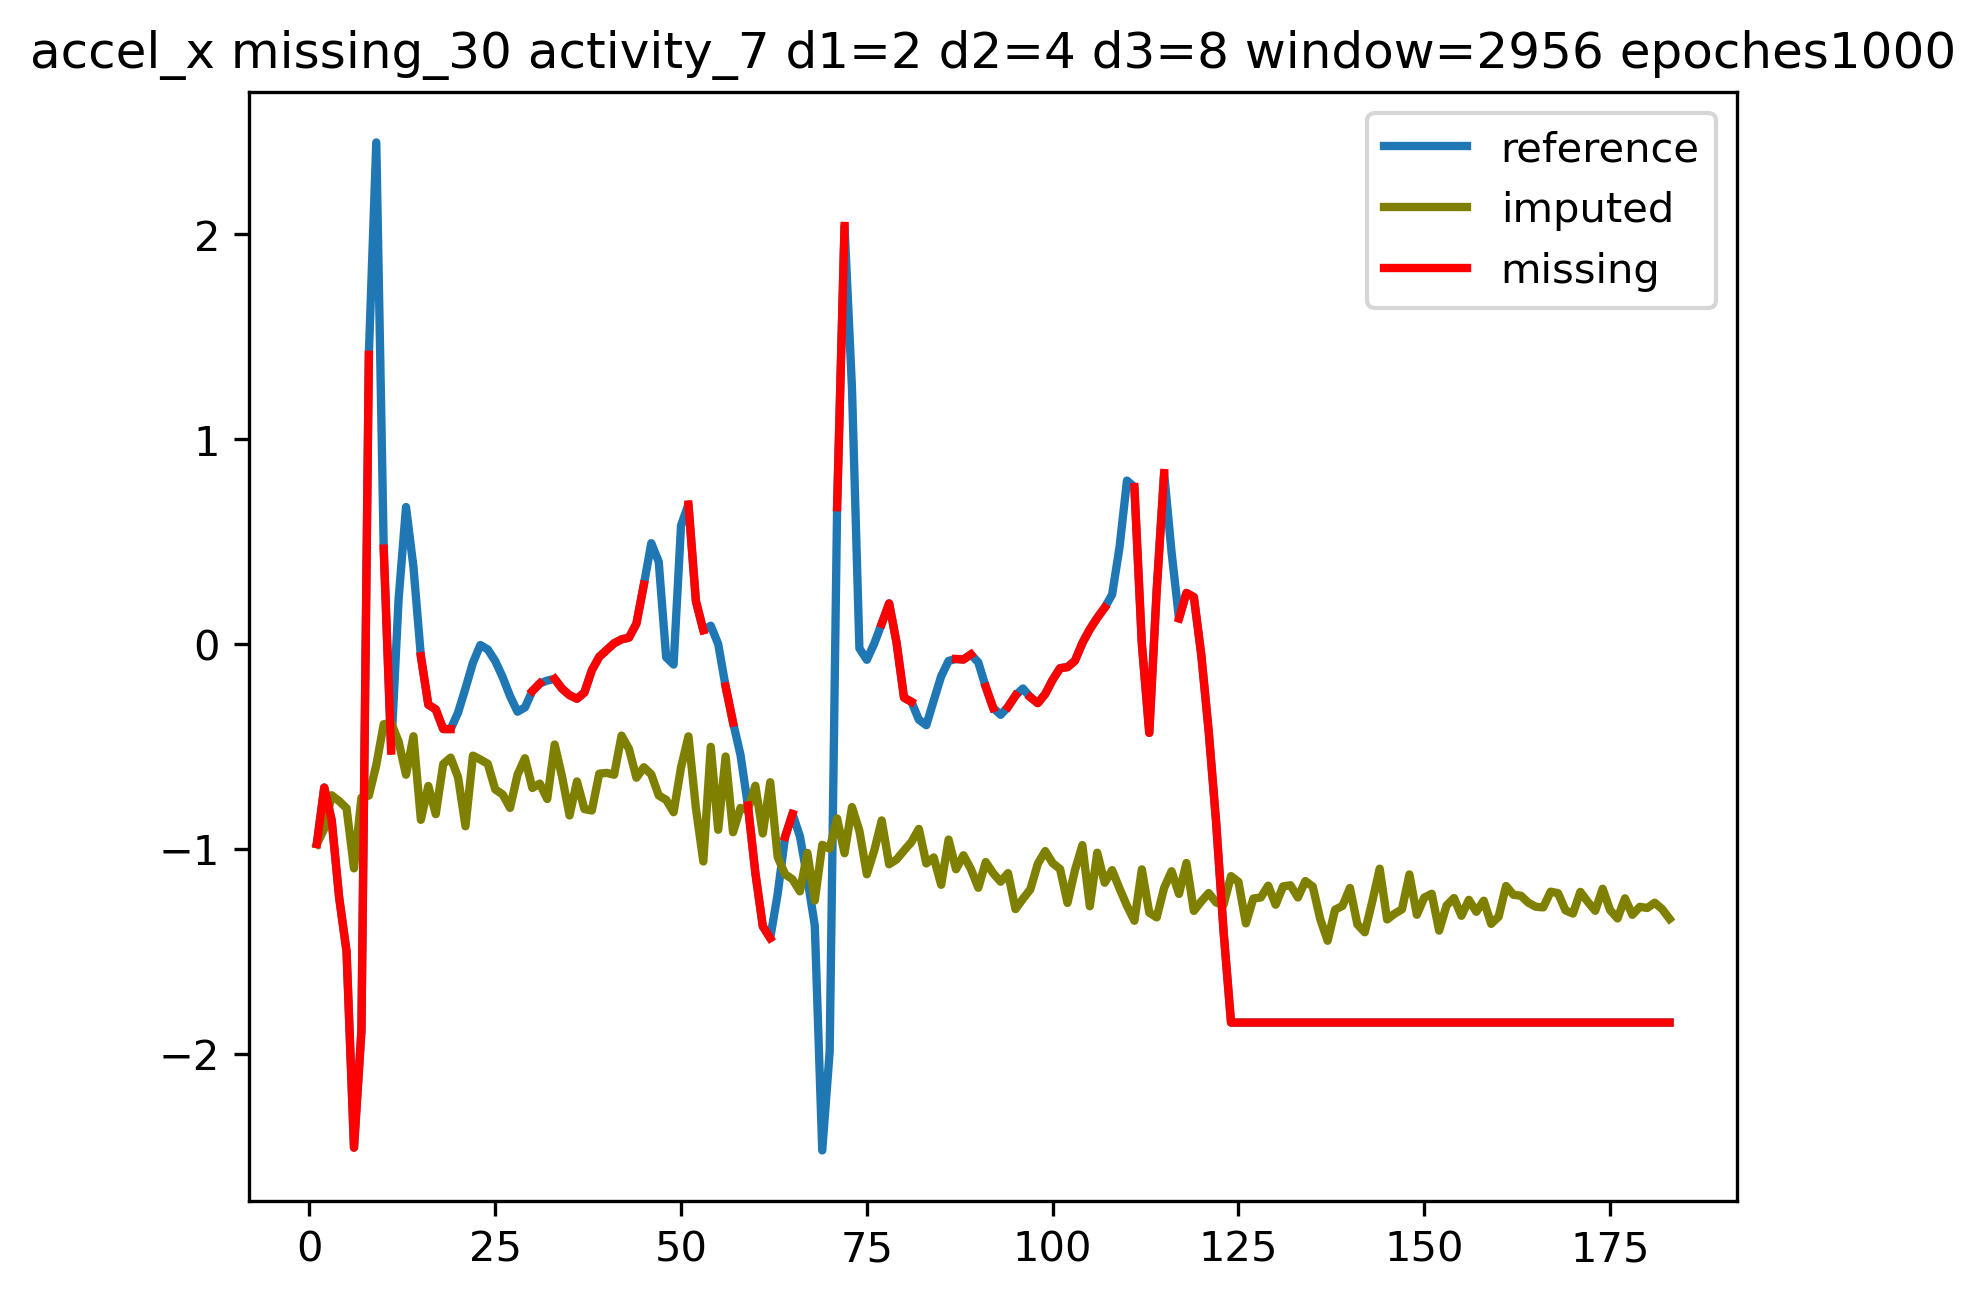 accel_x missing_30 activity_7 d1=2 d2=4 d3=8 window=2956 epoches1000
reference
imputed
missing
2
1
0
−1
−2
0 25 50 75 100 125 150 175